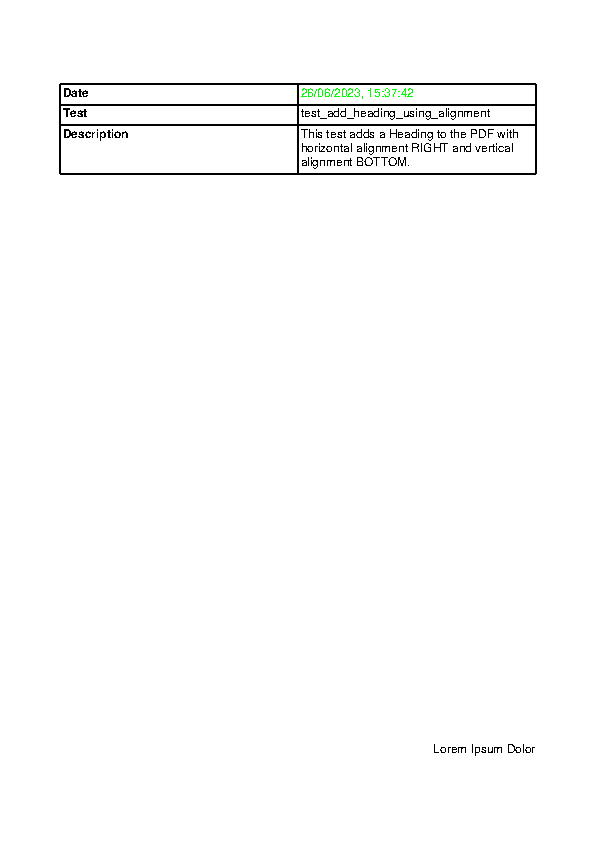 Date 26/06/2023, 15:37:42
Test test_add_heading_using_alignment
Description This test adds a Heading to the PDF with
horizontal alignment RIGHT and vertical
alignment BOTTOM.
Lorem Ipsum Dolor